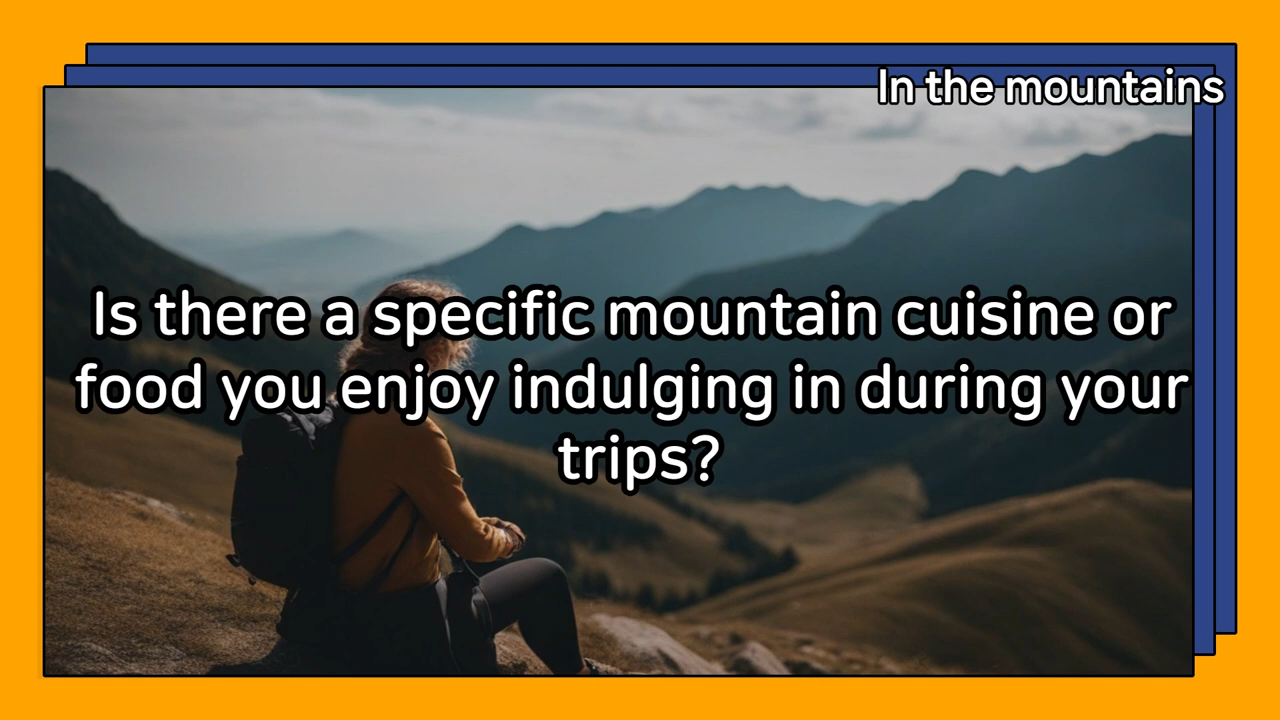 In the mountains
Is there a specific mountain cuisine or
food you enjoy indulging in during your
trips?